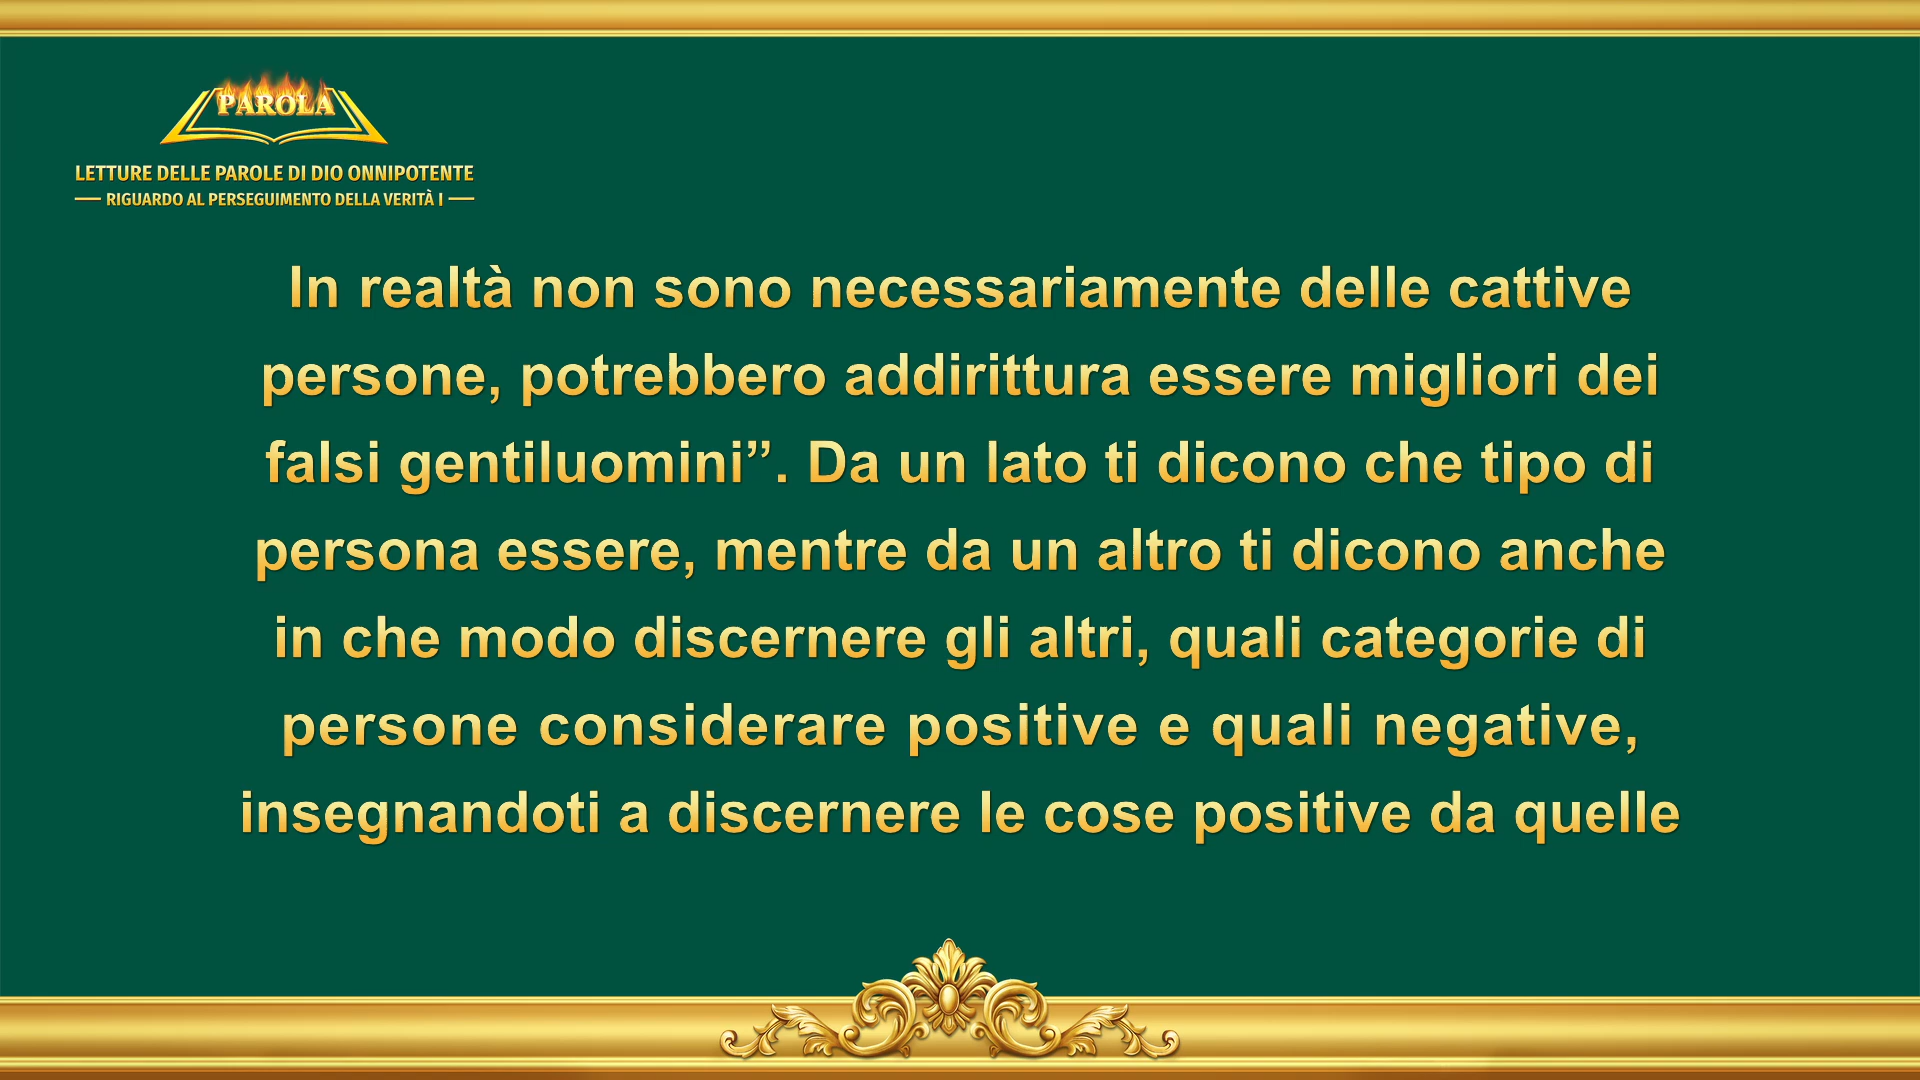 PAROLA
LETTURE DELLE PAROLE DI DIO ONNIPOTENTE
RIGUARDO AL PERSEGUIMENTO DELLA VERITÀ I
In realtà non sono necessariamente delle cattive
persone, potrebbero addirittura essere migliori dei
falsi gentiluomini”. Da un lato ti dicono che tipo di
persona essere, mentre da un altro ti dicono anche
in che modo discernere gli altri, quali categorie di
persone considerare positive e quali negative,
insegnandoti a discernere le cose positive da quelle